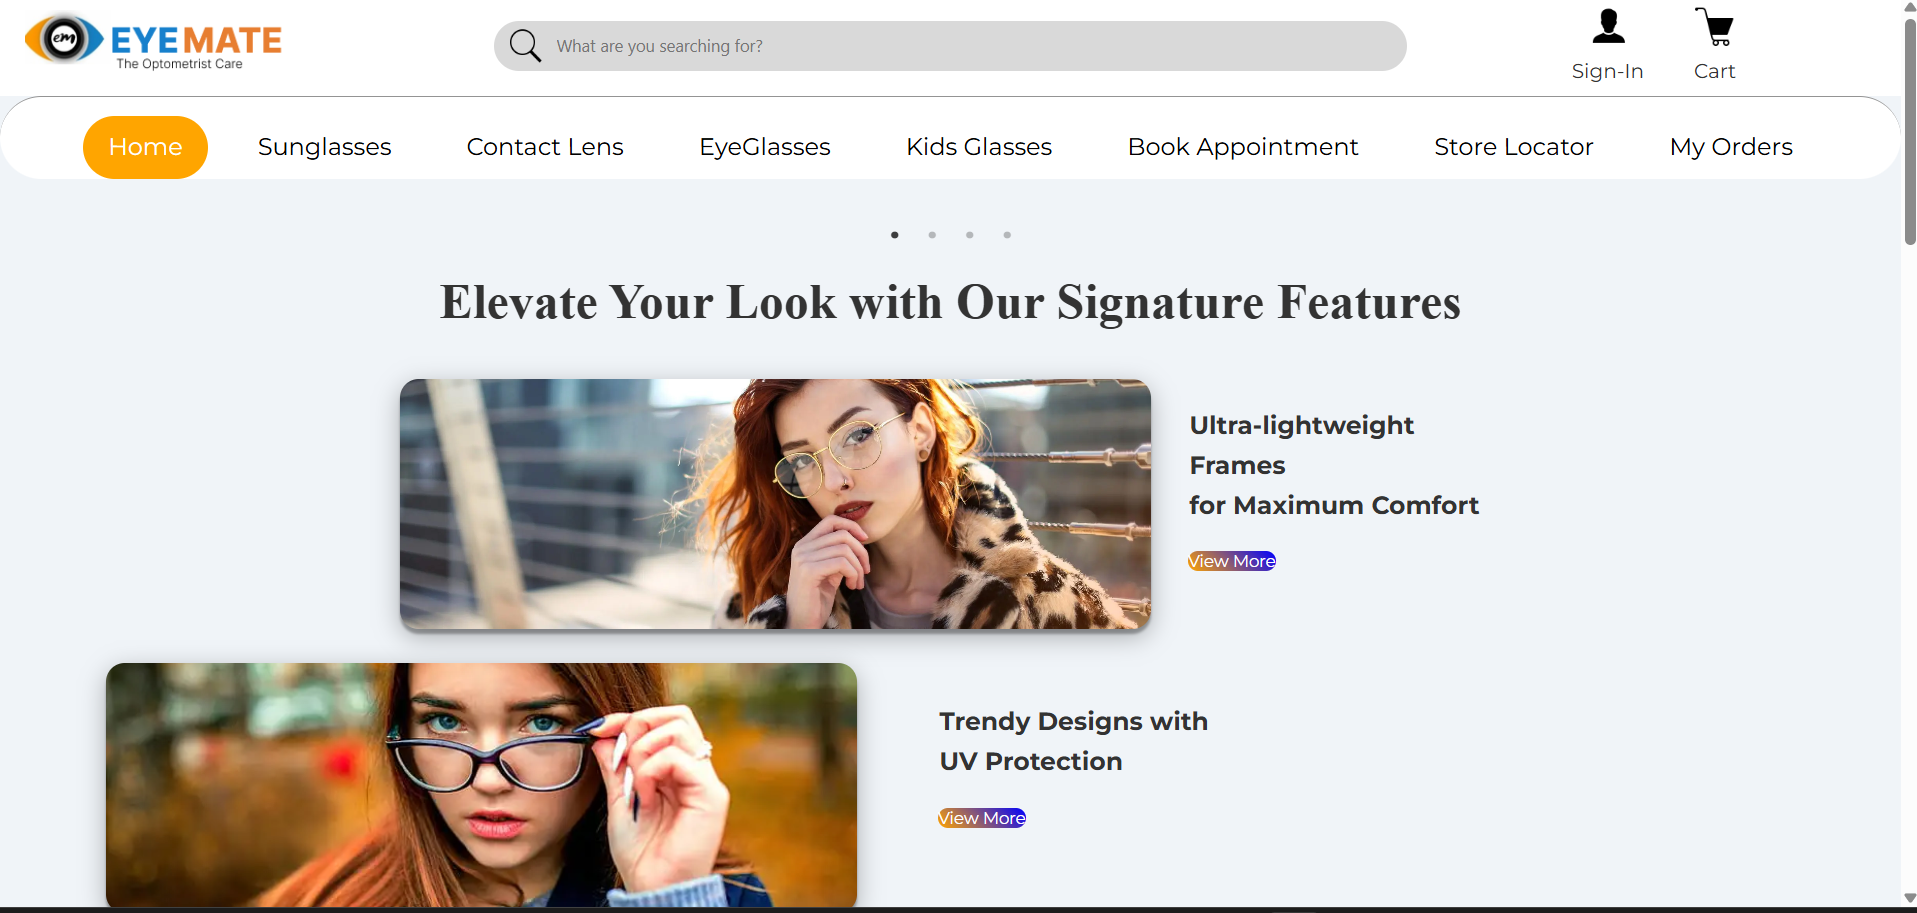 em
EYEMATE
The Optometrist Care
What are you searching for?
Sign-In
Cart
Home
Sunglasses
Contact Lens
EyeGlasses
Kids Glasses
Book Appointment
Store Locator
My Orders
Elevate Your Look with Our Signature Features
Ultra-lightweight
Frames
for Maximum Comfort
View More
Trendy Designs with
UV Protection
View More